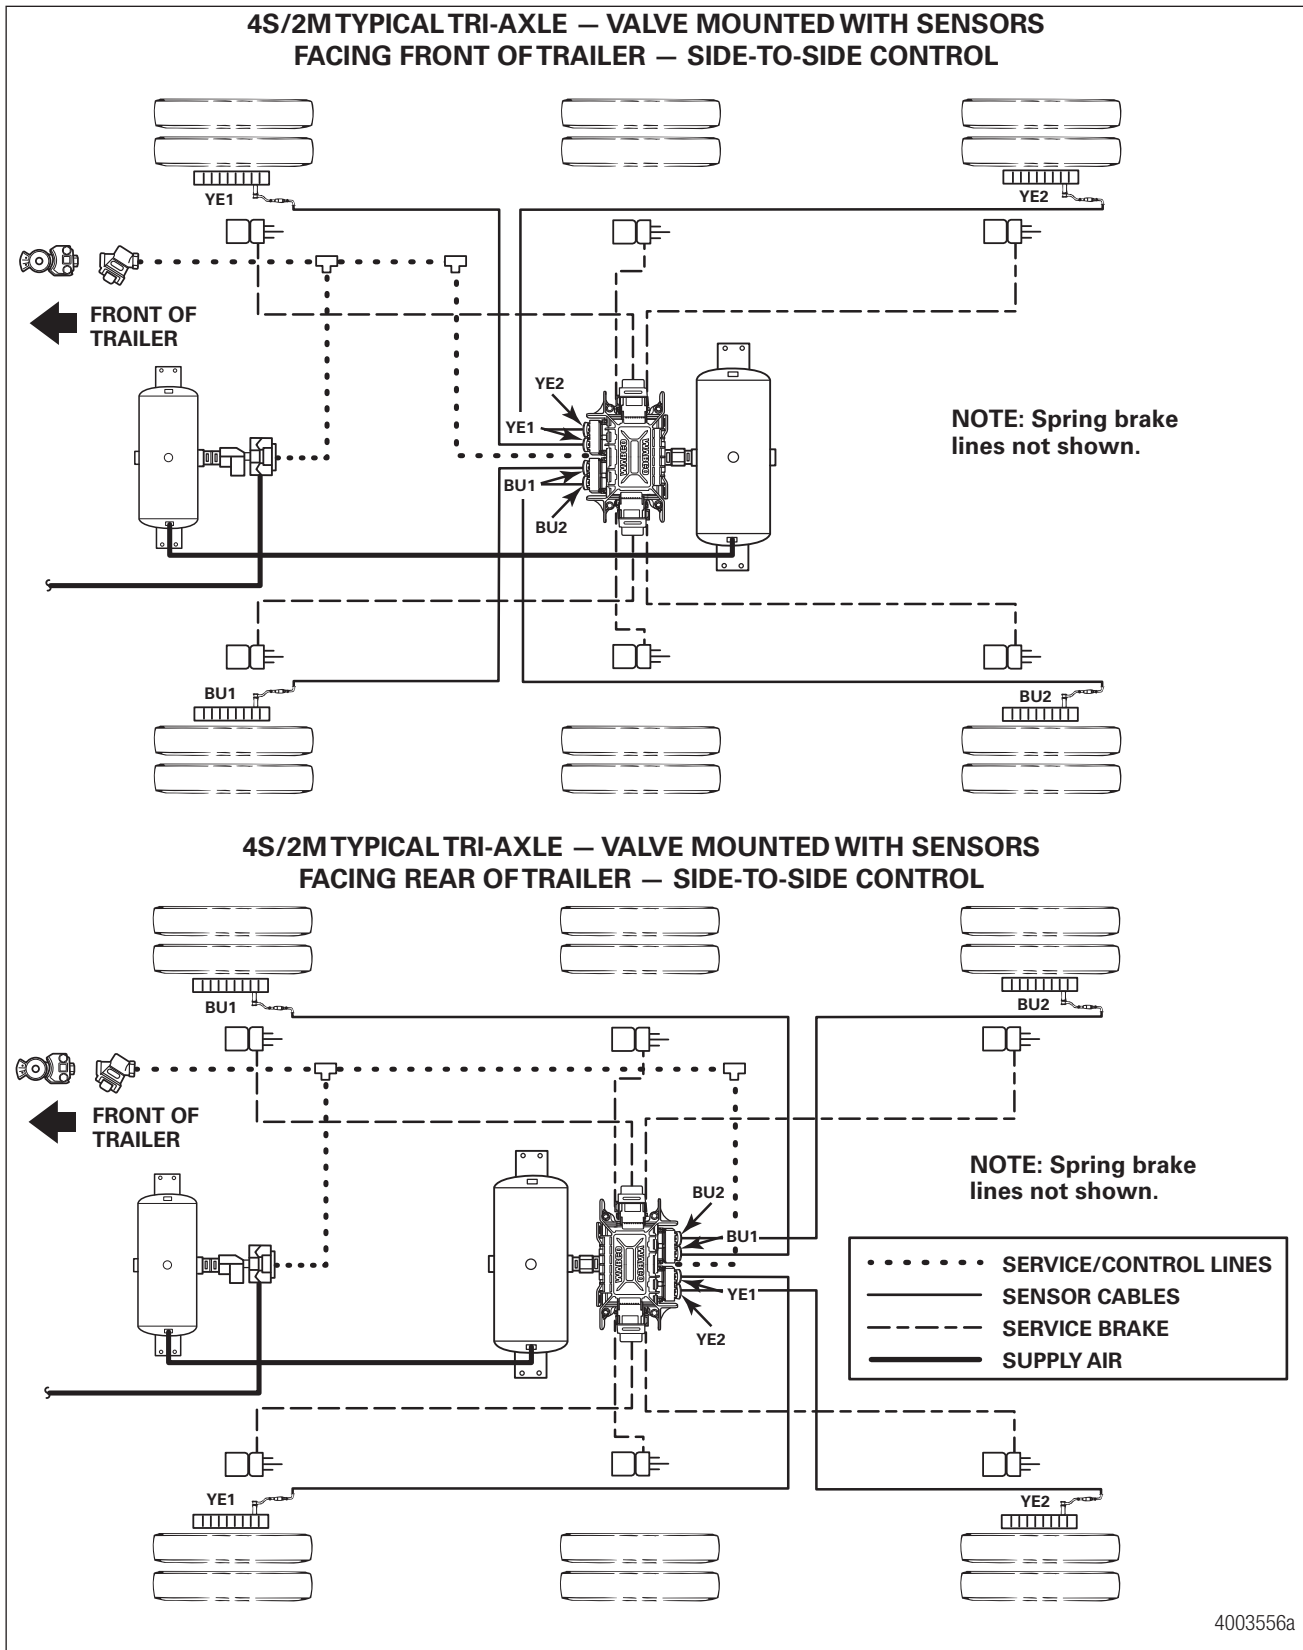 4S/2M TYPICAL TRI-AXLE — VALVE MOUNTED WITH SENSORS
FACING FRONT OF TRAILER — SIDE-TO-SIDE CONTROL
YE1
YE2
FRONT OF
TRAILER
YE2
YE1
BU1
BU2
WABCO
WABCO
NOTE: Spring brake
lines not shown.
BU1
BU2
4S/2M TYPICAL TRI-AXLE — VALVE MOUNTED WITH SENSORS
FACING REAR OF TRAILER — SIDE-TO-SIDE CONTROL
BU1
BU2
FRONT OF
TRAILER
NOTE: Spring brake
lines not shown.
BU2
BU1
YE1
YE2
WABCO
WABCO
SERVICE/CONTROL LINES
SENSOR CABLES
SERVICE BRAKE
SUPPLY AIR
YE1
YE2
4003556a